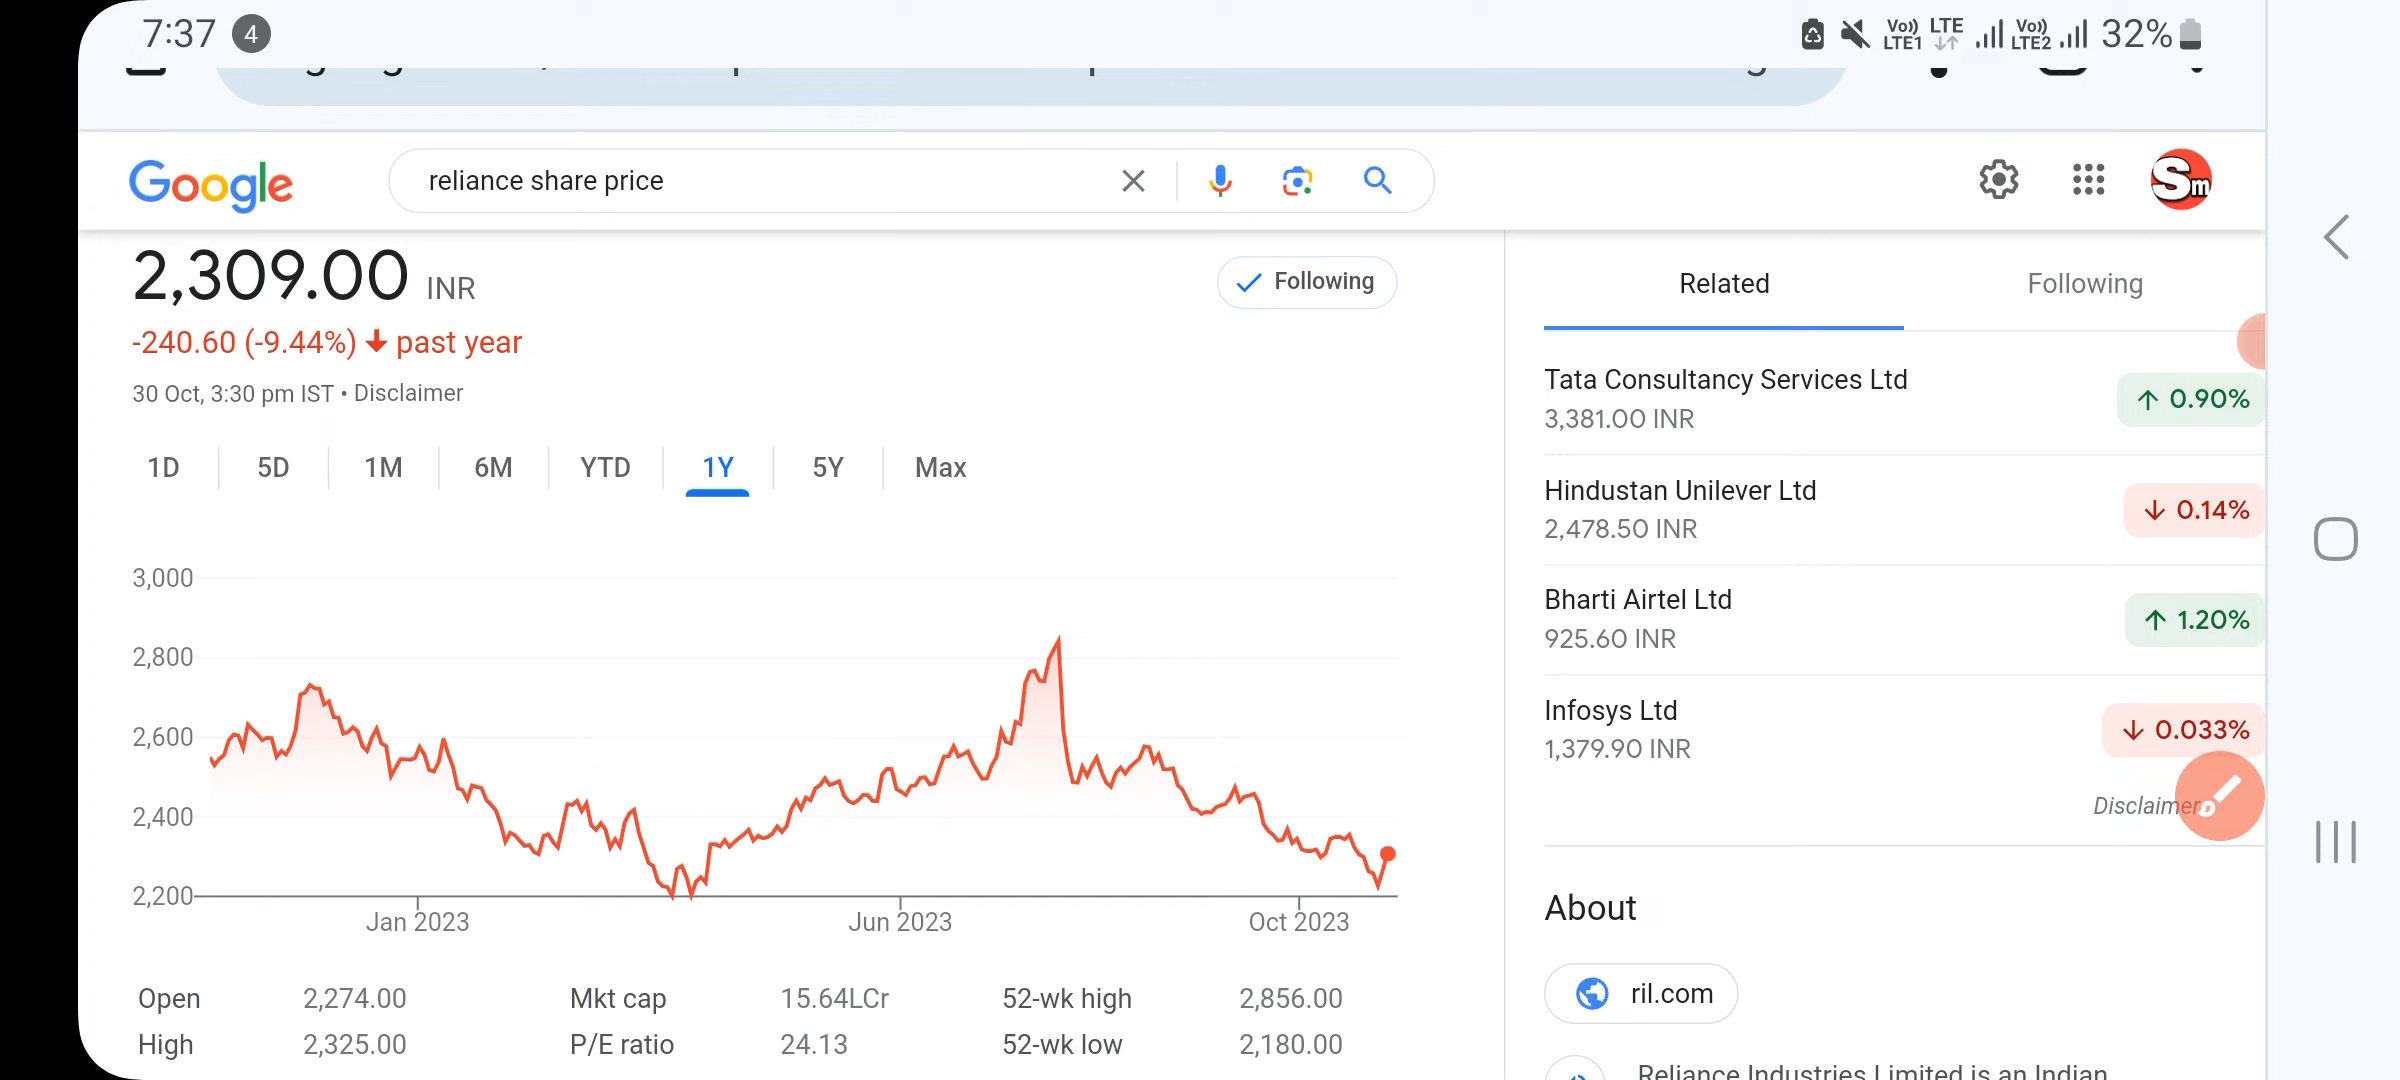 7:37 4 Vo)) LTE1 LTE Vo)) LTE2 32%
Google reliance share price Sm
2,309.00 INR
Following
-240.60 (-9.44%) past year
30 Oct, 3:30 pm IST • Disclaimer
1D 5D 1M 6M YTD 1Y 5Y Max
3,000
2,800
2,600
2,400
2,200
Jan 2023 Jun 2023 Oct 2023
Open 2,274.00 Mkt cap 15.64LCr 52-wk high 2,856.00
High 2,325.00 P/E ratio 24.13 52-wk low 2,180.00
Related Following
Tata Consultancy Services Ltd
3,381.00 INR
↑ 0.90%
Hindustan Unilever Ltd
2,478.50 INR
↓ 0.14%
Bharti Airtel Ltd
925.60 INR
↑ 1.20%
Infosys Ltd
1,379.90 INR
↓ 0.033%
Disclaimer
About
ril.com
Reliance Industries Limited is an Indian